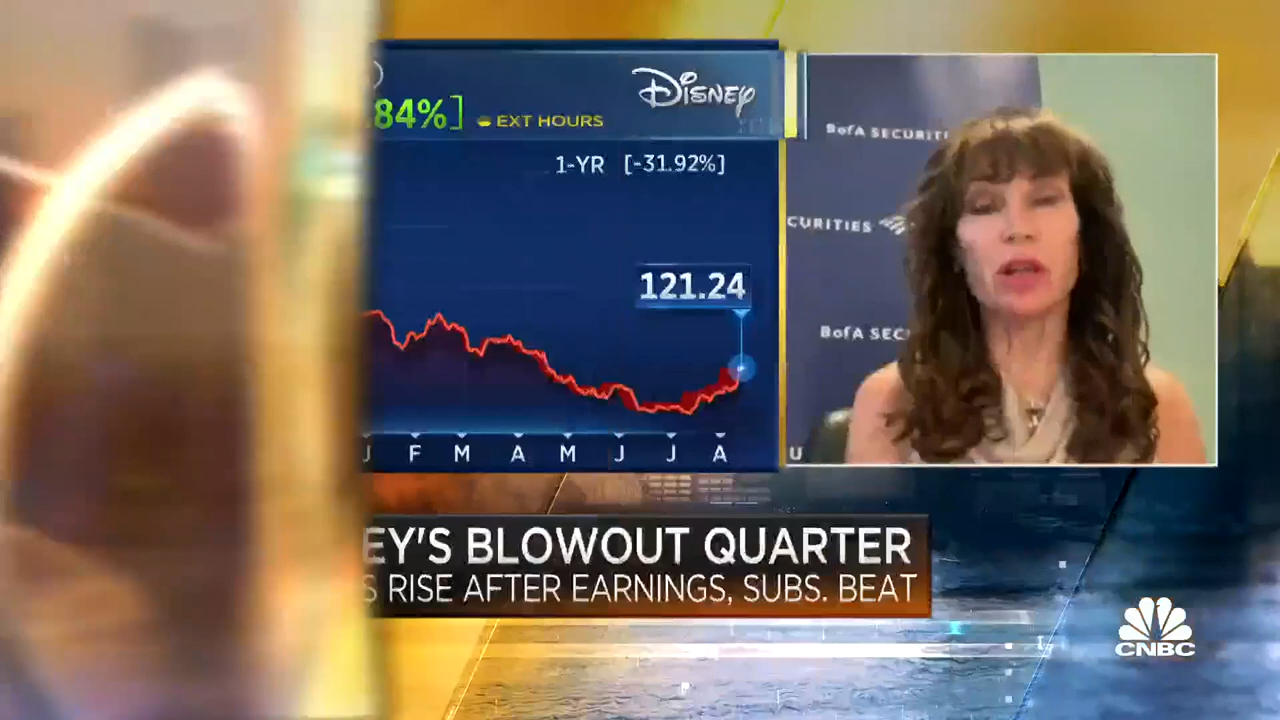 84%] EXT HOURS
DISNEY
1-YR [-31.92%]
121.24
J F M A M J J A
BofA SECURITI
CURITIES
BofA SEC
U
EY'S BLOWOUT QUARTER
S RISE AFTER EARNINGS, SUBS. BEAT
CNBC